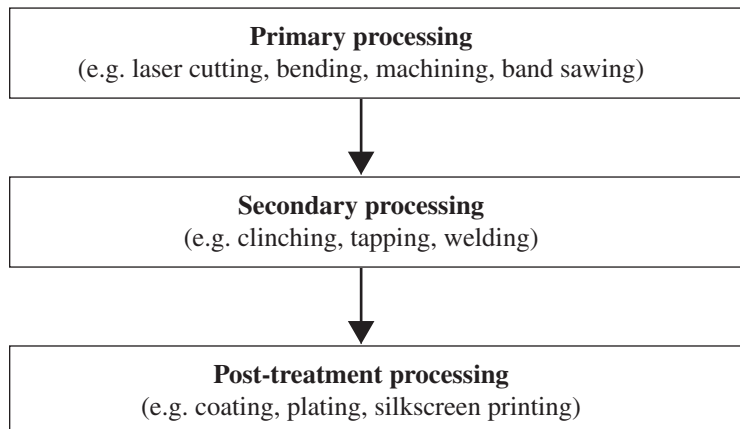 Primary processing
(e.g. laser cutting, bending, machining, band sawing)
Secondary processing
(e.g. clinching, tapping, welding)
Post-treatment processing
(e.g. coating, plating, silkscreen printing)